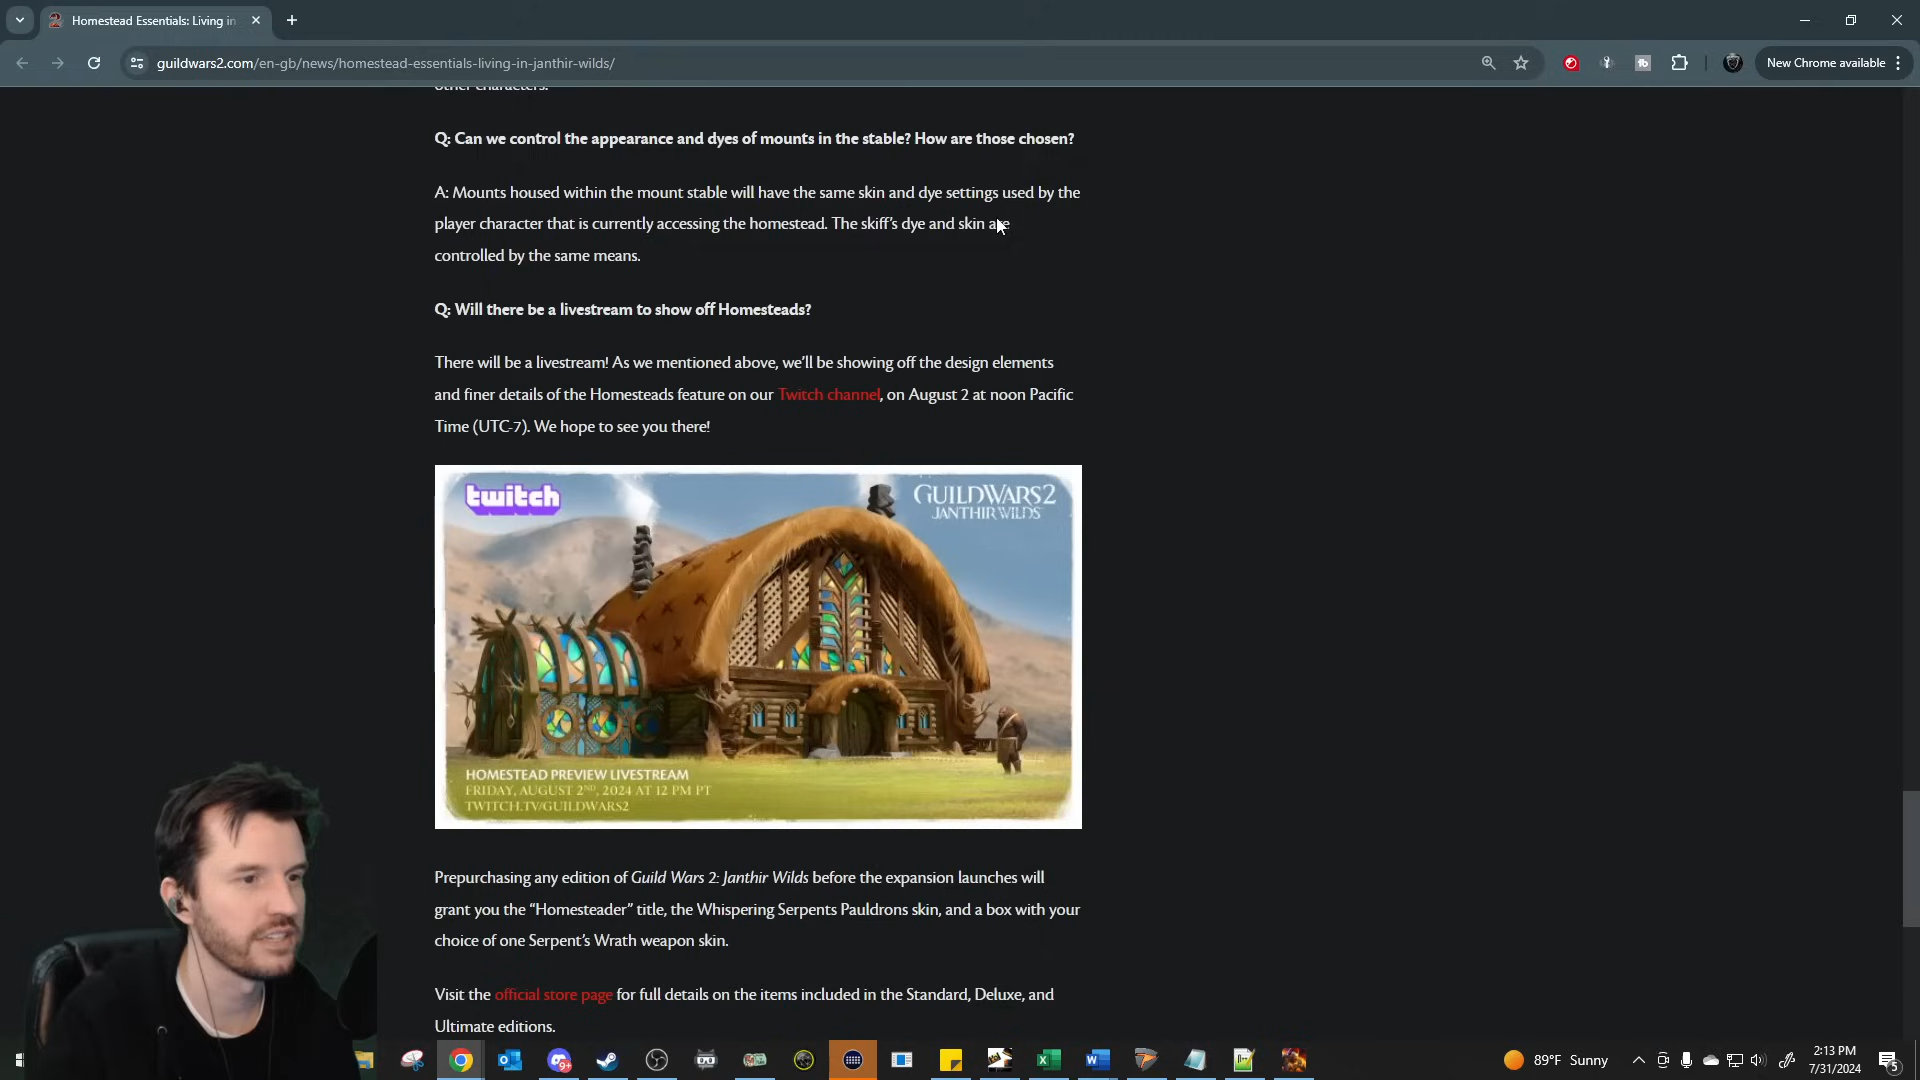 Homestead Essentials: Living in
guildwars2.com/en-gb/news/homestead-essentials-living-in-janthir-wilds/
New Chrome available
other characters.
Q: Can we control the appearance and dyes of mounts in the stable? How are those chosen?
A: Mounts housed within the mount stable will have the same skin and dye settings used by the
player character that is currently accessing the homestead. The skiff's dye and skin are
controlled by the same means.
Q: Will there be a livestream to show off Homesteads?
There will be a livestream! As we mentioned above, we'll be showing off the design elements
and finer details of the Homesteads feature on our Twitch channel, on August 2 at noon Pacific
Time (UTC-7). We hope to see you there!
twitch
GUILD WARS 2
JANTHIR WILDS
HOMESTEAD PREVIEW LIVESTREAM
FRIDAY, AUGUST 2ND, 2024 AT 12 PM PT
TWITCH.TV/GUILDWARS2
Prepurchasing any edition of Guild Wars 2: Janthir Wilds before the expansion launches will
grant you the “Homesteader” title, the Whispering Serpents Pauldrons skin, and a box with your
choice of one Serpent's Wrath weapon skin.
Visit the official store page for full details on the items included in the Standard, Deluxe, and
Ultimate editions.
89°F Sunny
2:13 PM
7/31/2024
5